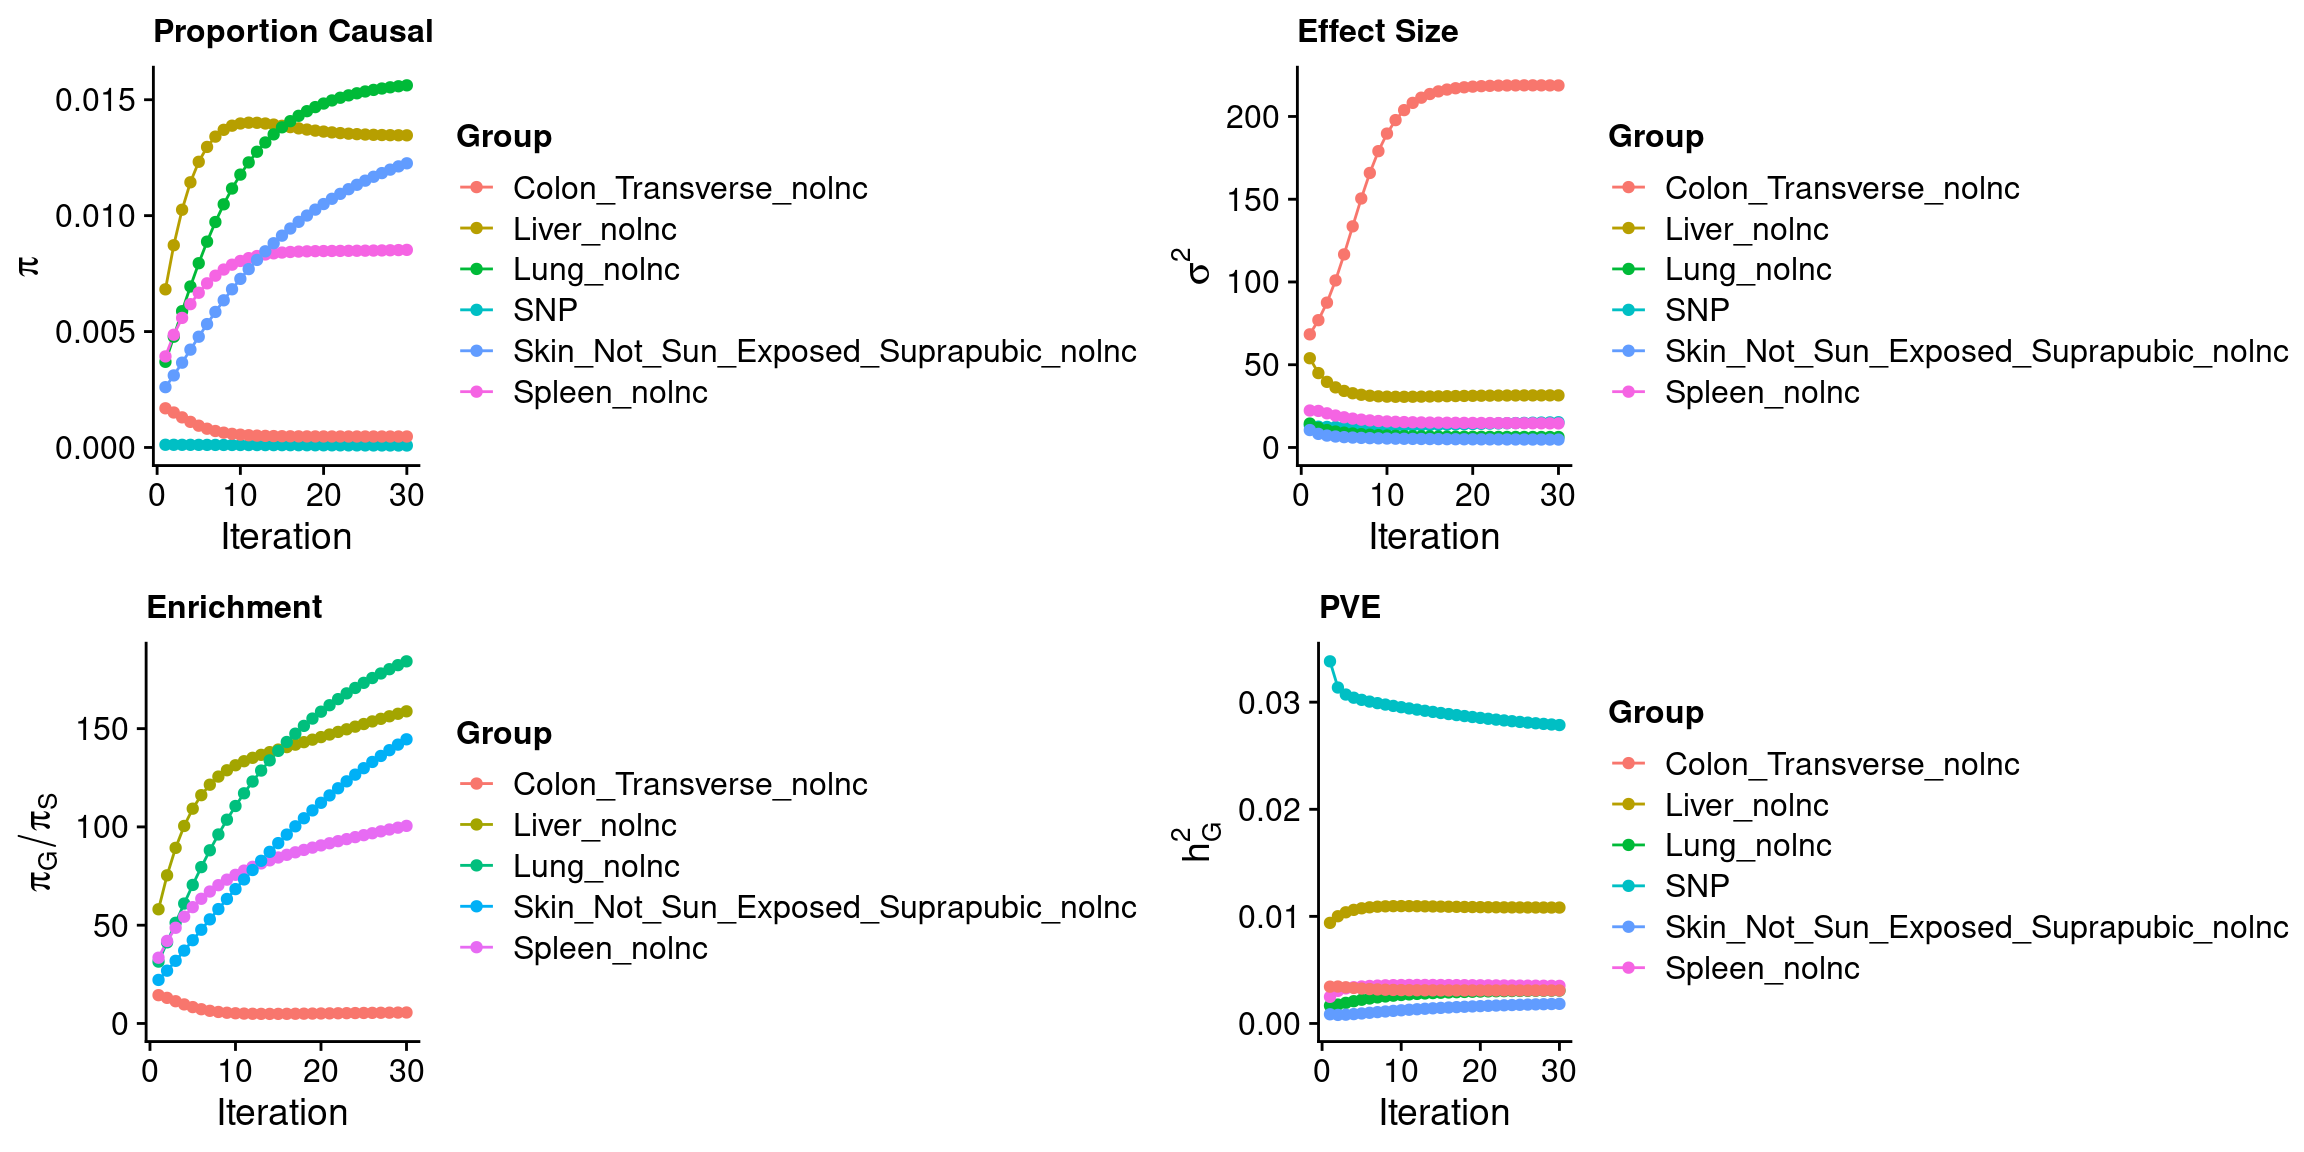 Proportion Causal
π
0.015
0.010
0.005
0.000
0 10 20 30
Iteration
Group
Colon_Transverse_nolnc
Liver_nolnc
Lung_nolnc
SNP
Skin_Not_Sun_Exposed_Suprapubic_nolnc
Spleen_nolnc
Effect Size
σ²
200
150
100
50
0
0 10 20 30
Iteration
Group
Colon_Transverse_nolnc
Liver_nolnc
Lung_nolnc
SNP
Skin_Not_Sun_Exposed_Suprapubic_nolnc
Spleen_nolnc
Enrichment
π_G/π_S
150
100
50
0
0 10 20 30
Iteration
Group
Colon_Transverse_nolnc
Liver_nolnc
Lung_nolnc
Skin_Not_Sun_Exposed_Suprapubic_nolnc
Spleen_nolnc
PVE
h²_G
0.03
0.02
0.01
0.00
0 10 20 30
Iteration
Group
Colon_Transverse_nolnc
Liver_nolnc
Lung_nolnc
SNP
Skin_Not_Sun_Exposed_Suprapubic_nolnc
Spleen_nolnc